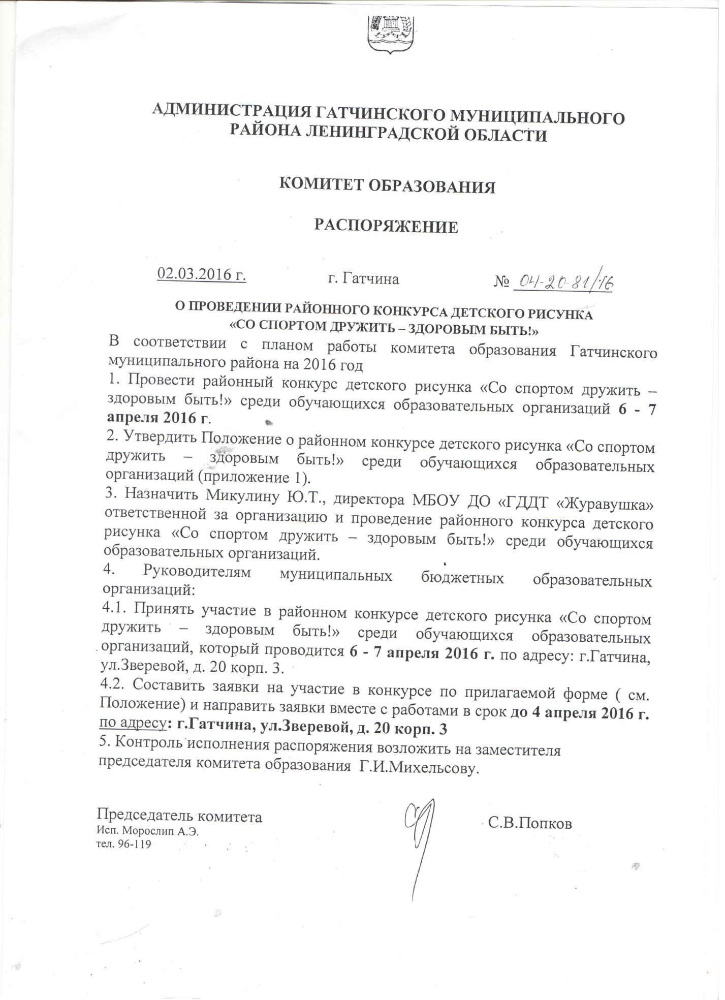 АДМИНИСТРАЦИЯ ГАТЧИНСКОГО МУНИЦИПАЛЬНОГО
РАЙОНА ЛЕНИНГРАДСКОЙ ОБЛАСТИ
КОМИТЕТ ОБРАЗОВАНИЯ
РАСПОРЯЖЕНИЕ
02.03.2016 г. г. Гатчина № 04-20-81/16
О ПРОВЕДЕНИИ РАЙОННОГО КОНКУРСА ДЕТСКОГО РИСУНКА
«СО СПОРТОМ ДРУЖИТЬ – ЗДОРОВЫМ БЫТЬ!»
В соответствии с планом работы комитета образования Гатчинского
муниципального района на 2016 год
1. Провести районный конкурс детского рисунка «Со спортом дружить –
здоровым быть!» среди обучающихся образовательных организаций 6 - 7
апреля 2016 г.
2. Утвердить Положение о районном конкурсе детского рисунка «Со спортом
дружить – здоровым быть!» среди обучающихся образовательных
организаций (приложение 1).
3. Назначить Микулину Ю.Т., директора МБОУ ДО «ГДДТ «Журавушка»
ответственной за организацию и проведение районного конкурса детского
рисунка «Со спортом дружить – здоровым быть!» среди обучающихся
образовательных организаций.
4. Руководителям муниципальных бюджетных образовательных
организаций:
4.1. Принять участие в районном конкурсе детского рисунка «Со спортом
дружить – здоровым быть!» среди обучающихся образовательных
организаций, который проводится 6 - 7 апреля 2016 г. по адресу: г.Гатчина,
ул.Зверевой, д. 20 корп. 3.
4.2. Составить заявки на участие в конкурсе по прилагаемой форме ( см.
Положение) и направить заявки вместе с работами в срок до 4 апреля 2016 г.
по адресу: г.Гатчина, ул.Зверевой, д. 20 корп. 3
5. Контроль исполнения распоряжения возложить на заместителя
председателя комитета образования Г.И.Михельсову.
Председатель комитета С.В.Попков
Исп. Морослип А.Э.
тел. 96-119